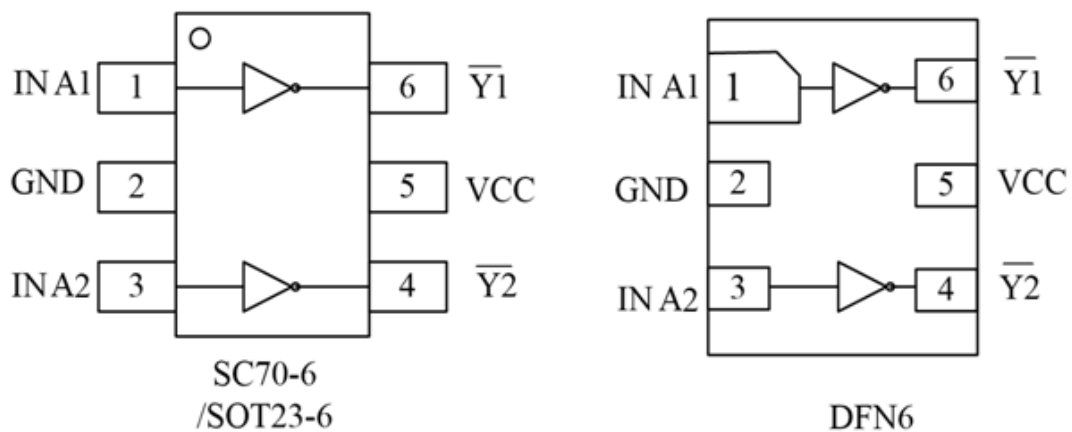 IN A1 1 6 Y1
GND 2 5 VCC
IN A2 3 4 Y2
SC70-6
/SOT23-6
IN A1 1 6 Y1
GND 2 5 VCC
IN A2 3 4 Y2
DFN6